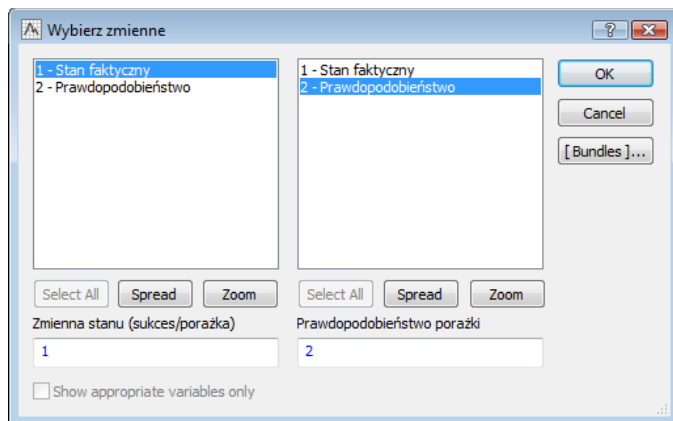 Wybierz zmienne
1 - Stan faktyczny
2 - Prawdopodobieństwo
1 - Stan faktyczny
2 - Prawdopodobieństwo
OK
Cancel
[ Bundles ]...
Select All Spread Zoom
Select All Spread Zoom
Zmienna stanu (sukces/porażka)
Prawdopodobieństwo porażki
1
2
Show appropriate variables only